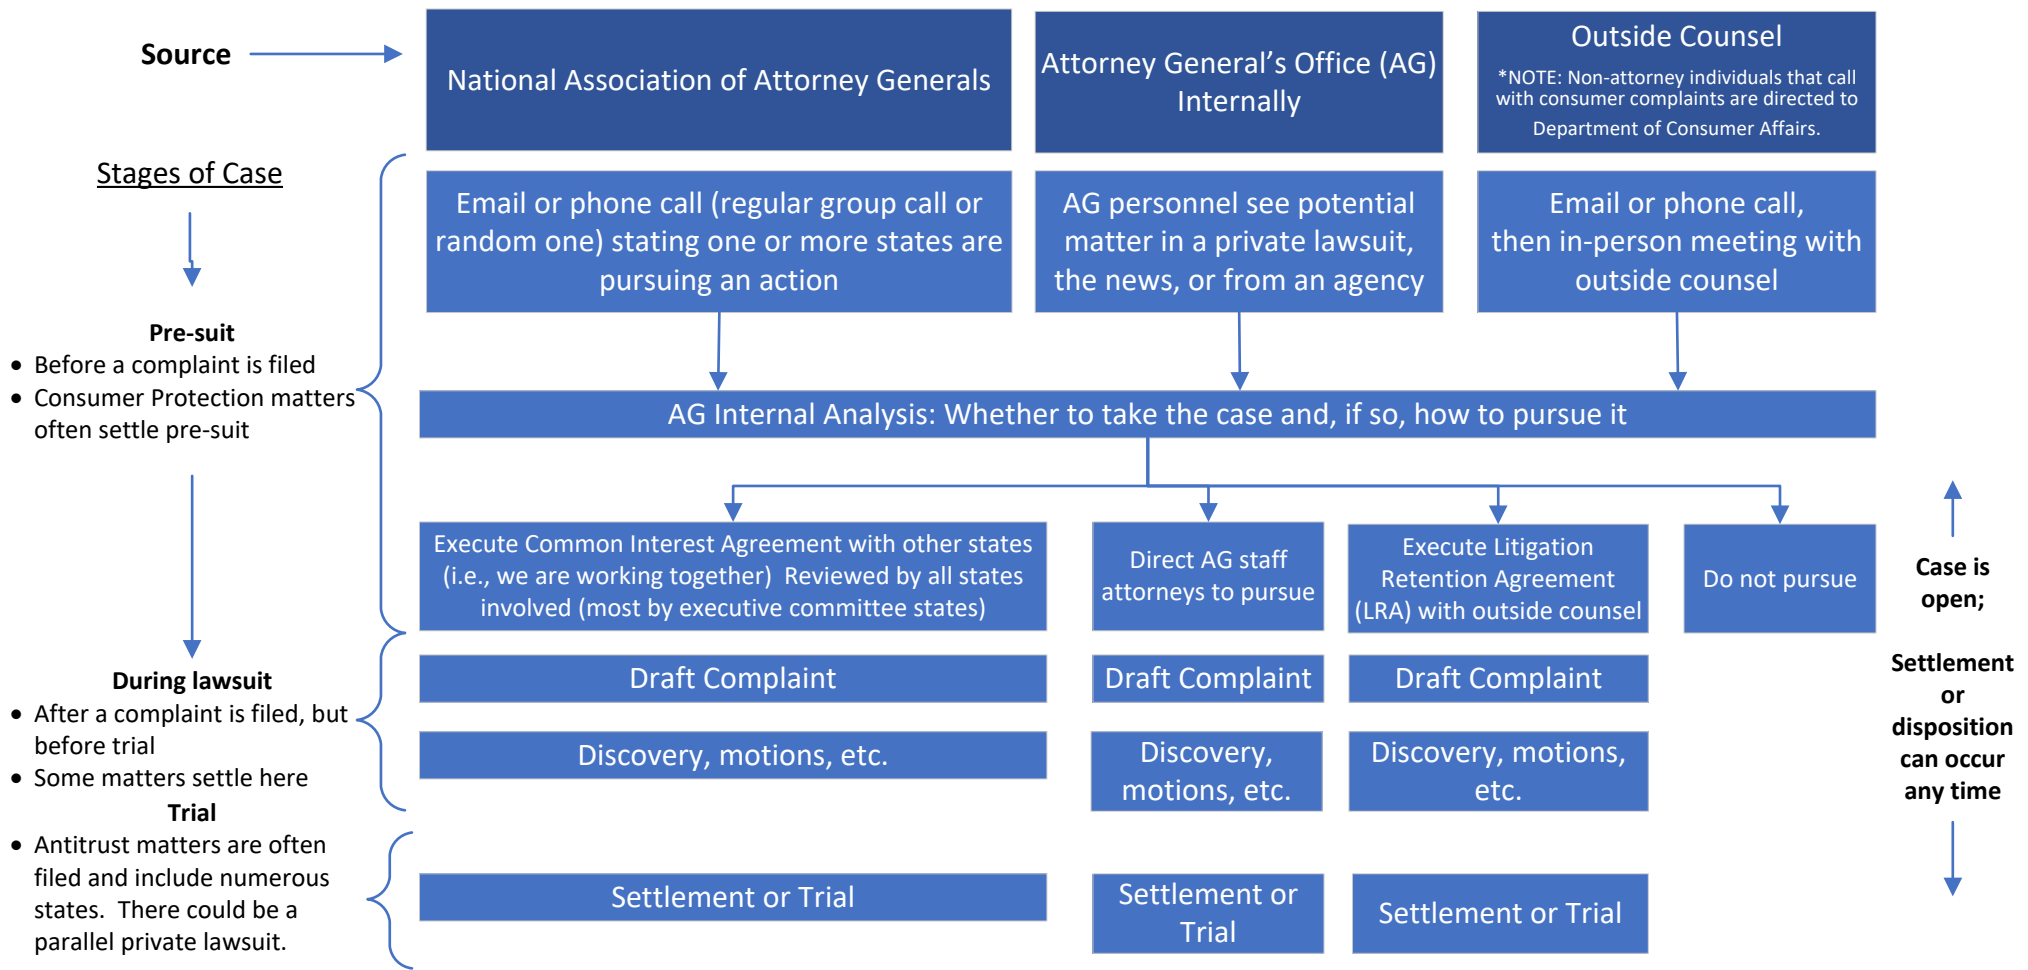 Source
National Association of Attorney Generals
Attorney General’s Office (AG)
Internally
Outside Counsel
*NOTE: Non-attorney individuals that call
with consumer complaints are directed to
Department of Consumer Affairs.
Stages of Case
Email or phone call (regular group call or
random one) stating one or more states are
pursuing an action
AG personnel see potential
matter in a private lawsuit,
the news, or from an agency
Email or phone call,
then in-person meeting with
outside counsel
Pre-suit
• Before a complaint is filed
• Consumer Protection matters
often settle pre-suit
AG Internal Analysis: Whether to take the case and, if so, how to pursue it
Execute Common Interest Agreement with other states
(i.e., we are working together)  Reviewed by all states
involved (most by executive committee states)
Direct AG staff
attorneys to pursue
Execute Litigation
Retention Agreement
(LRA) with outside counsel
Do not pursue
Case is
open;
Settlement
or
disposition
can occur
any time
During lawsuit
• After a complaint is filed, but
before trial
• Some matters settle here
Draft Complaint
Draft Complaint
Draft Complaint
Discovery, motions, etc.
Discovery,
motions, etc.
Discovery, motions,
etc.
Trial
• Antitrust matters are often
filed and include numerous
states.  There could be a
parallel private lawsuit.
Settlement or Trial
Settlement or
Trial
Settlement or Trial